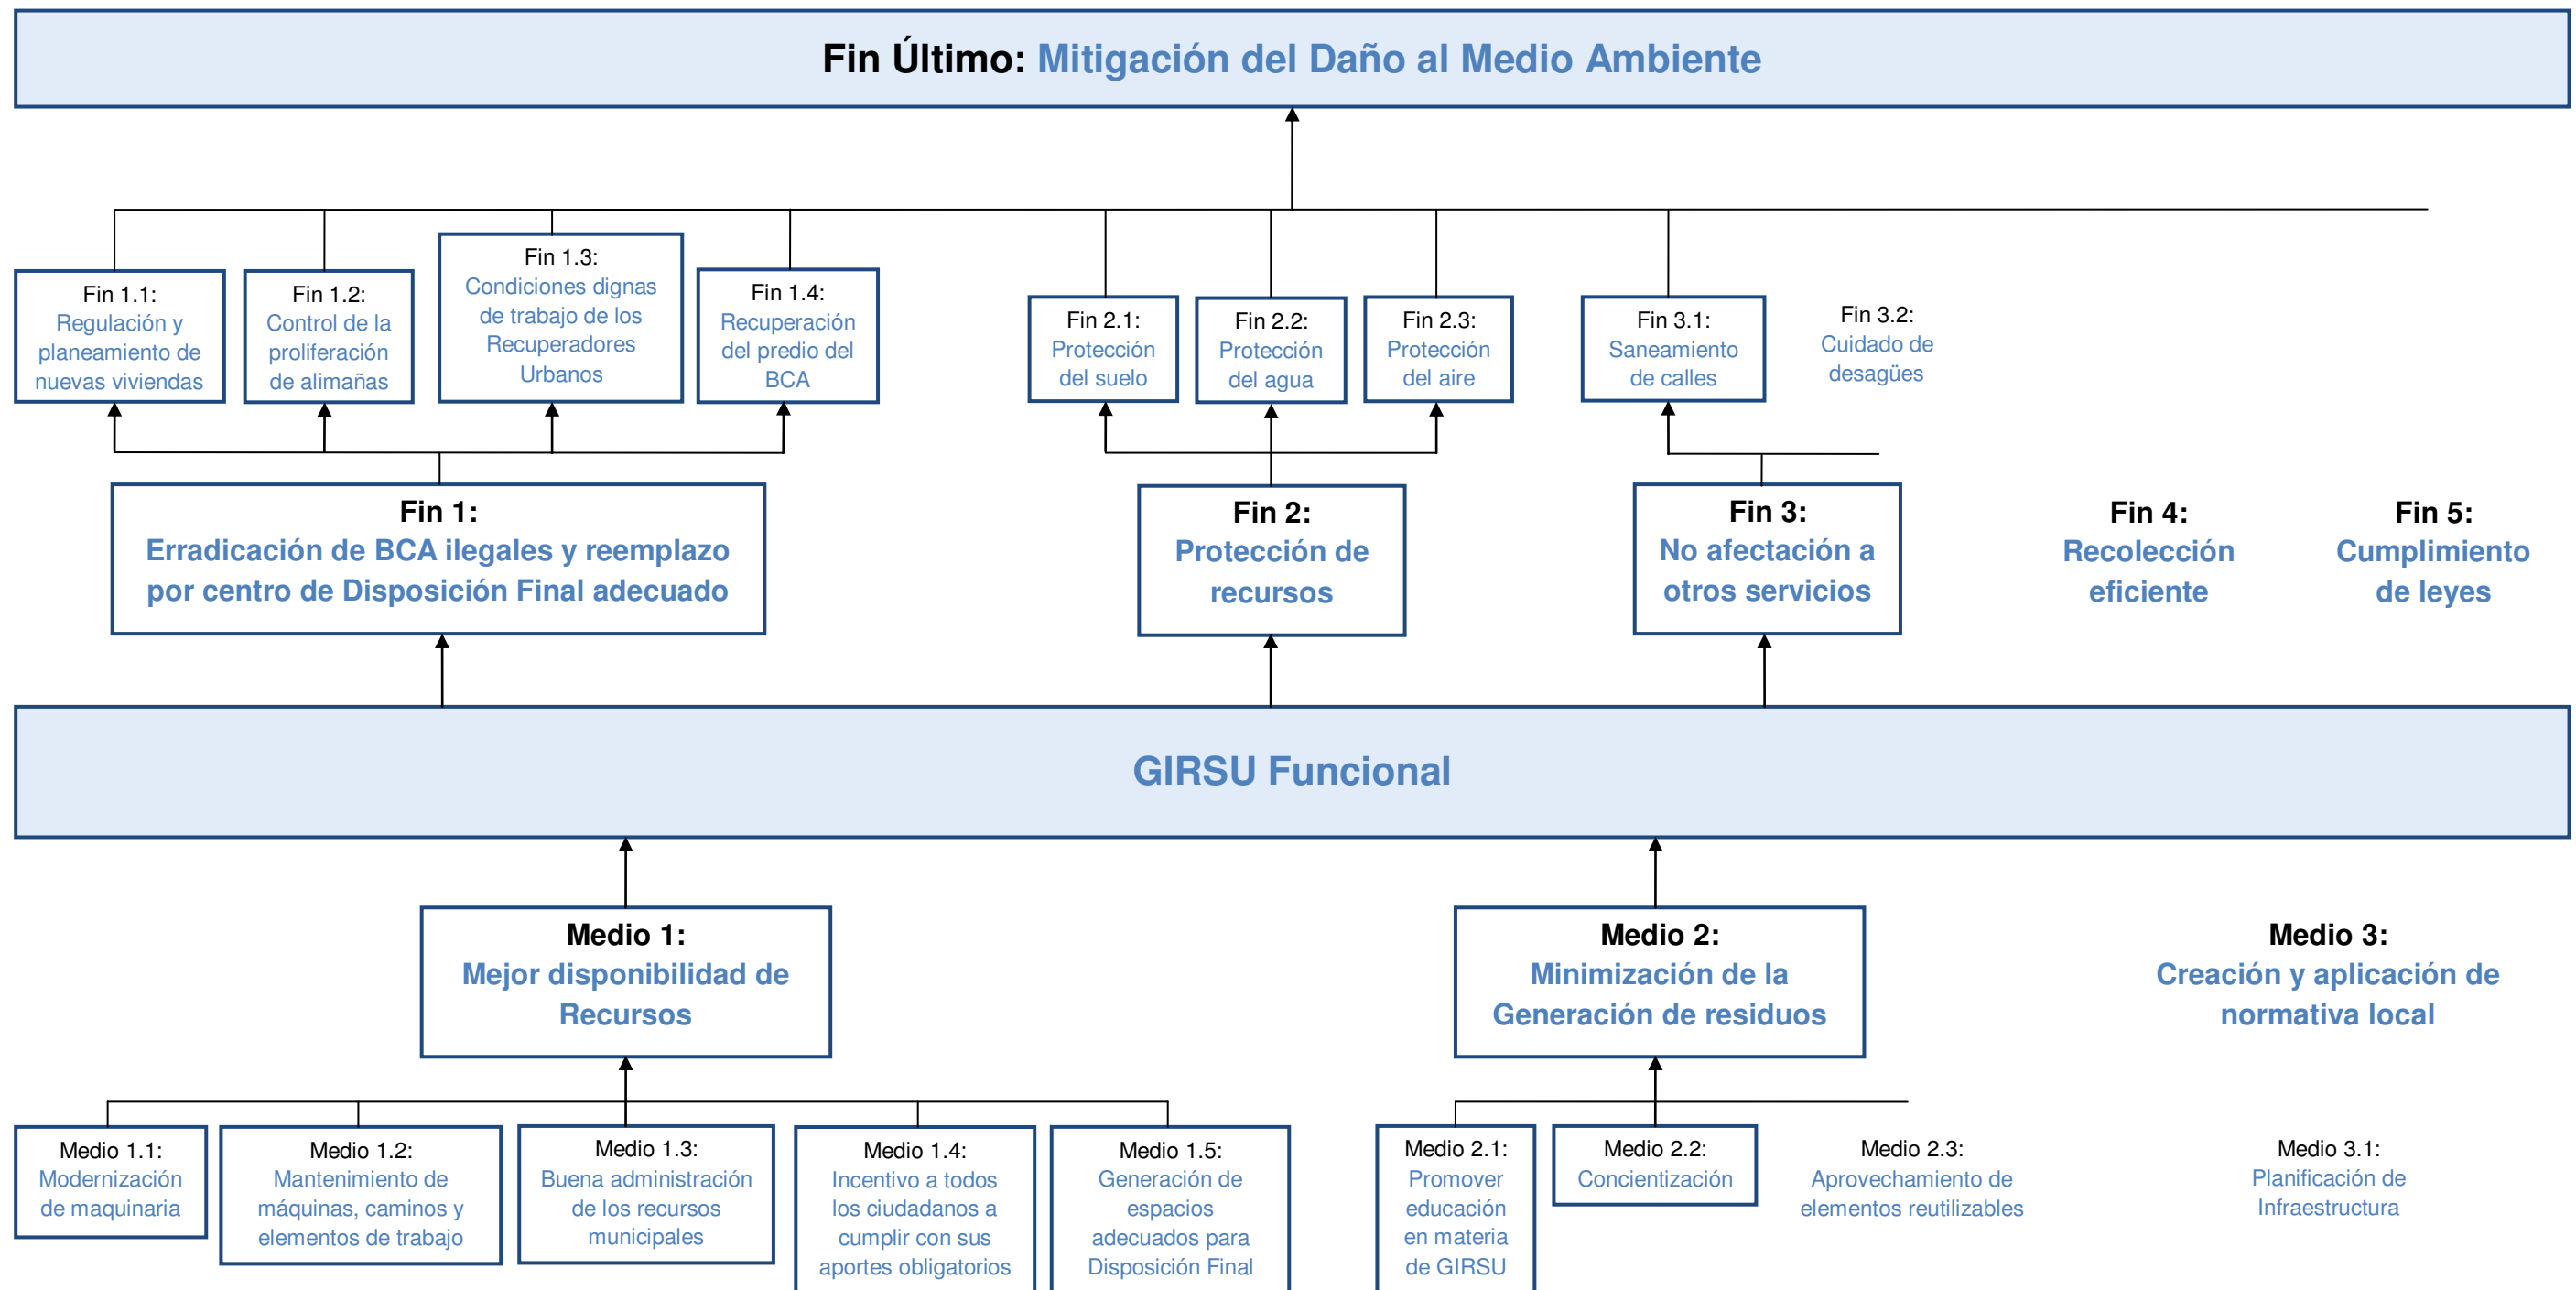 Fin Último: Mitigación del Daño al Medio Ambiente
Fin 1.1:
Regulación y
planeamiento de
nuevas viviendas
Fin 1.2:
Control de la
proliferación
de alimañas
Fin 1.3:
Condiciones dignas
de trabajo de los
Recuperadores
Urbanos
Fin 1.4:
Recuperación
del predio del
BCA
Fin 2.1:
Protección
del suelo
Fin 2.2:
Protección
del agua
Fin 2.3:
Protección
del aire
Fin 3.1:
Saneamiento
de calles
Fin 3.2:
Cuidado de
desagües
Fin 1:
Erradicación de BCA ilegales y reemplazo
por centro de Disposición Final adecuado
Fin 2:
Protección de
recursos
Fin 3:
No afectación a
otros servicios
Fin 4:
Recolección
eficiente
Fin 5:
Cumplimiento
de leyes
GIRSU Funcional
Medio 1:
Mejor disponibilidad de
Recursos
Medio 2:
Minimización de la
Generación de residuos
Medio 3:
Creación y aplicación de
normativa local
Medio 1.1:
Modernización
de maquinaria
Medio 1.2:
Mantenimiento de
máquinas, caminos y
elementos de trabajo
Medio 1.3:
Buena administración
de los recursos
municipales
Medio 1.4:
Incentivo a todos
los ciudadanos a
cumplir con sus
aportes obligatorios
Medio 1.5:
Generación de
espacios
adecuados para
Disposición Final
Medio 2.1:
Promover
educación
en materia
de GIRSU
Medio 2.2:
Concientización
Medio 2.3:
Aprovechamiento de
elementos reutilizables
Medio 3.1:
Planificación de
Infraestructura